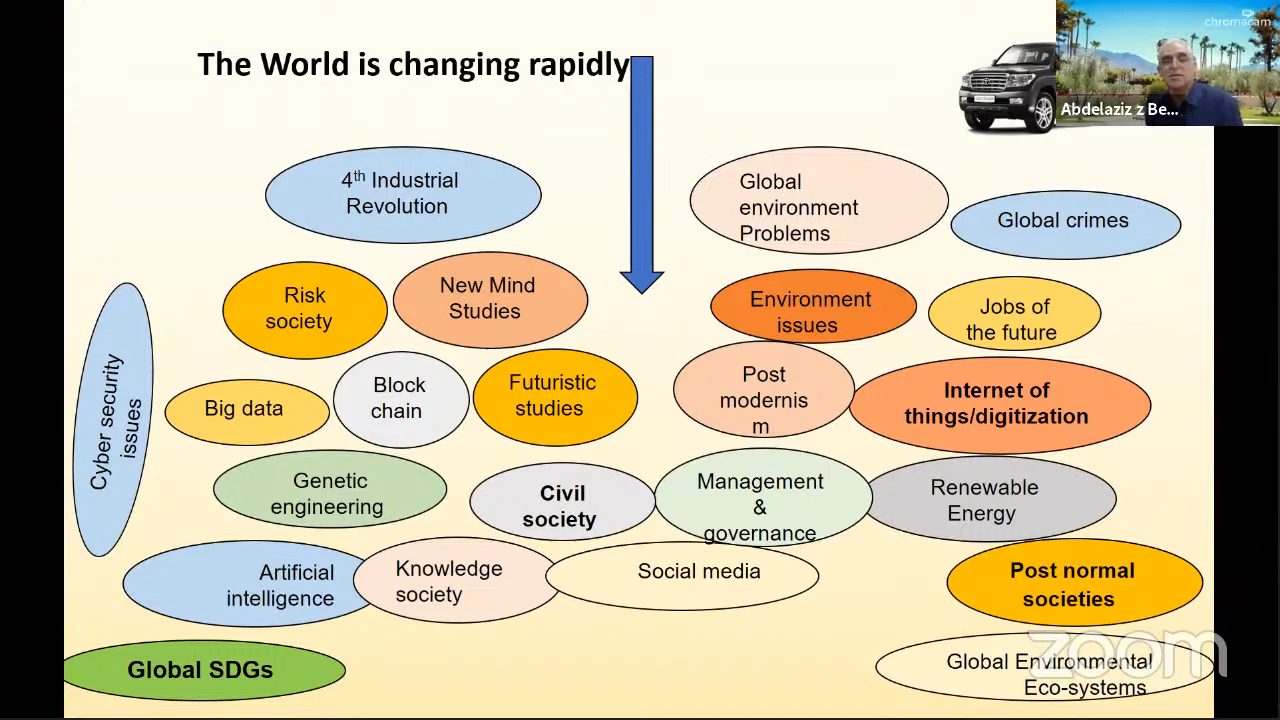 The World is changing rapidly
chromacam
Abdelaziz z Be...
4th Industrial
Revolution
Global
environment
Problems
Global crimes
Risk
society
New Mind
Studies
Environment
issues
Jobs of
the future
Cyber security
issues
Big data
Block
chain
Futuristic
studies
Post
modernis
m
Internet of
things/digitization
Genetic
engineering
Civil
society
Management
&
governance
Renewable
Energy
Artificial
intelligence
Knowledge
society
Social media
Post normal
societies
Global SDGs
Global Environmental
Eco-systems
zoom